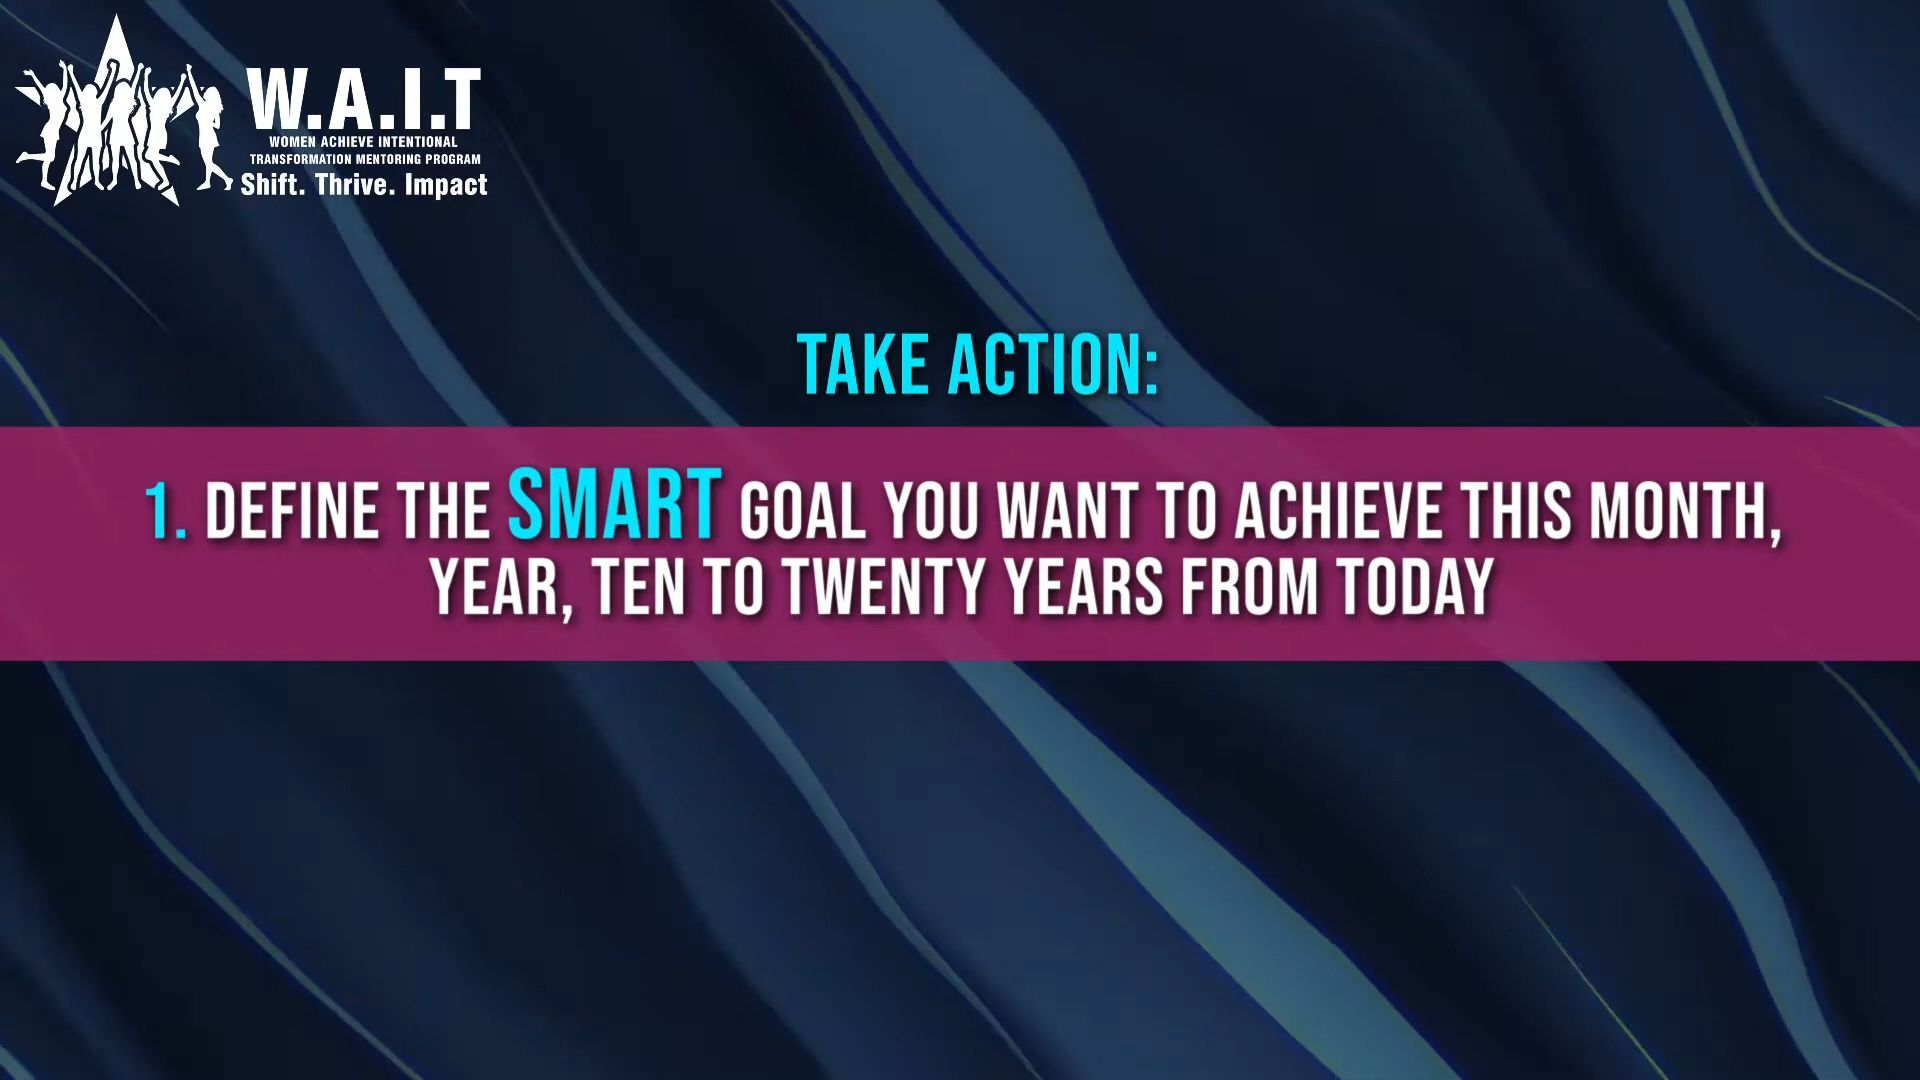 W.A.I.T
WOMEN ACHIEVE INTENTIONAL
TRANSFORMATION MENTORING PROGRAM
Shift. Thrive. Impact
TAKE ACTION:
1. DEFINE THE SMART GOAL YOU WANT TO ACHIEVE THIS MONTH,
YEAR, TEN TO TWENTY YEARS FROM TODAY